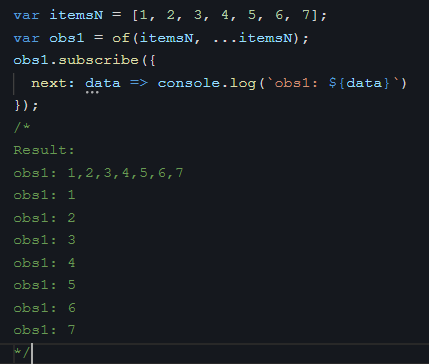 var itemsN = [1, 2, 3, 4, 5, 6, 7];
var obs1 = of(itemsN, ...itemsN);
obs1.subscribe({
  next: data => console.log(`obs1: ${data}`)
});
/*
Result:
obs1: 1,2,3,4,5,6,7
obs1: 1
obs1: 2
obs1: 3
obs1: 4
obs1: 5
obs1: 6
obs1: 7
*/